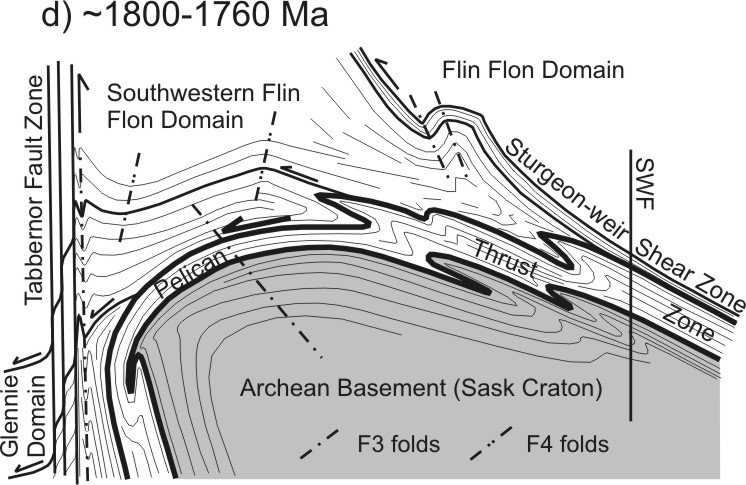 d) ~1800-1760 Ma
Flin Flon Domain
Southwestern Flin
Flon Domain
Tabbernor Fault Zone
Sturgeon-weir Shear Zone
SWF
Pelican Thrust Zone
Archean Basement (Sask Craton)
Glennie
Domain
F3 folds
F4 folds